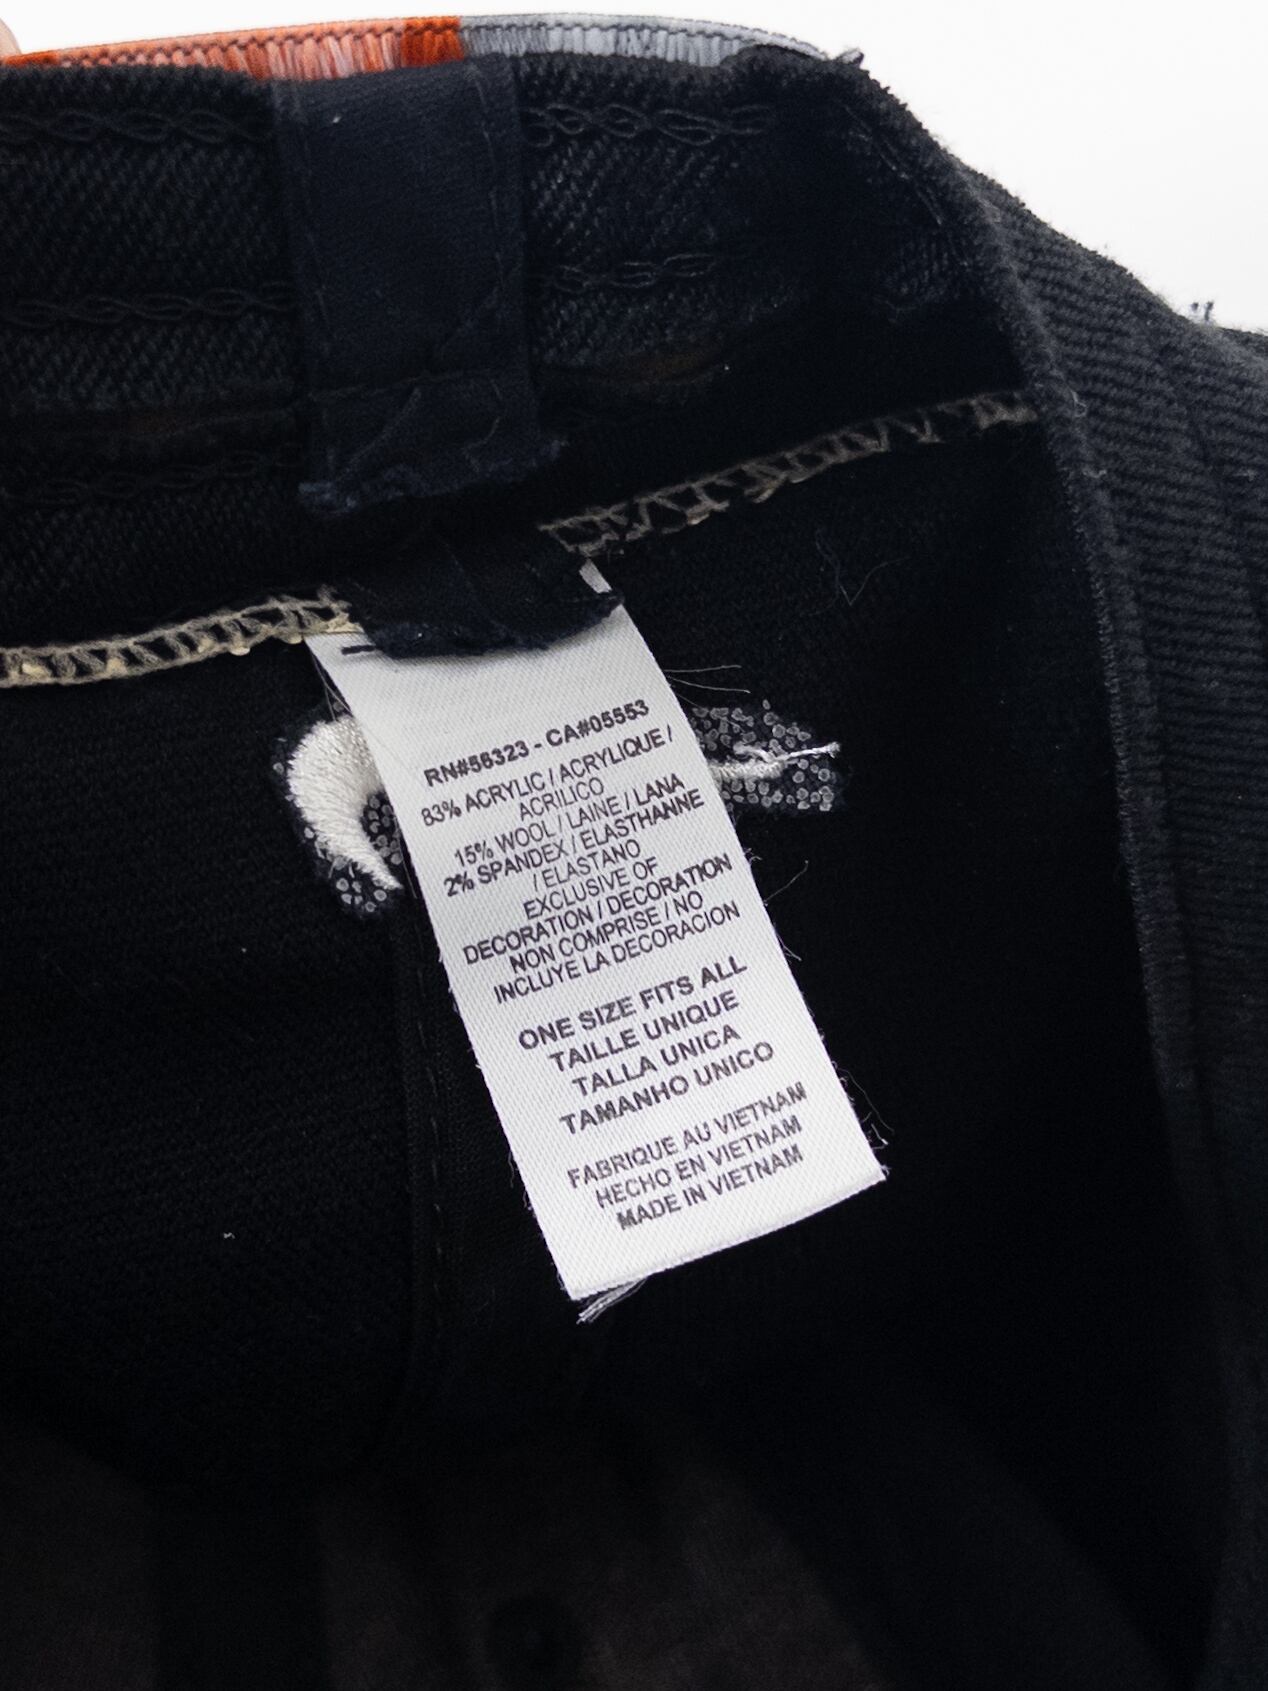 RN#56323 - CA#05553
83% ACRYLIC / ACRYLIQUE /
ACRILICO
15% WOOL / LAINE / LANA
2% SPANDEX / ELASTHANNE
/ ELASTANO
EXCLUSIVE OF
DECORATION / DECORATION
NON COMPRISE / NO
INCLUYE LA DECORACION
ONE SIZE FITS ALL
TAILLE UNIQUE
TALLA UNICA
TAMANHO UNICO
FABRIQUE AU VIETNAM
HECHO EN VIETNAM
MADE IN VIETNAM